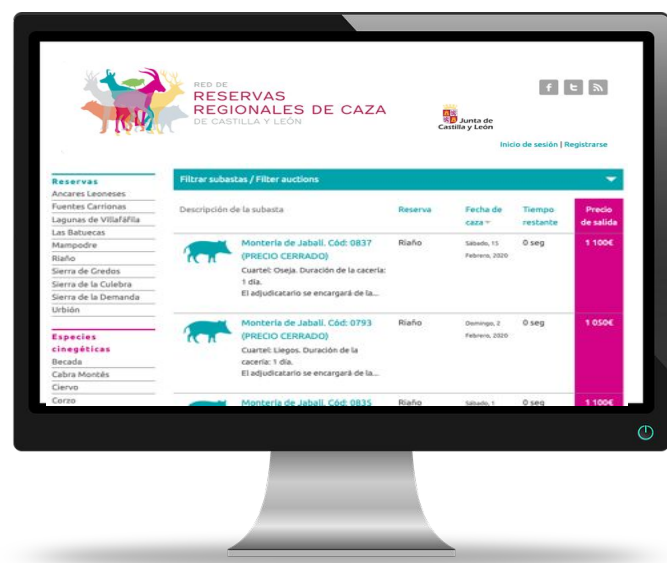 RED DE
RESERVAS
REGIONALES DE CAZA
DE CASTILLA Y LEÓN
Junta de
Castilla y León
Inicio de sesión | Registrarse
Reservas
Ancares Leoneses
Fuentes Carrionas
Lagunas de Villafáfila
Las Batuecas
Mampodre
Riaño
Sierra de Gredos
Sierra de la Culebra
Sierra de la Demanda
Urbión
Especies
cinegéticas
Becada
Cabra Montés
Ciervo
Corzo
Filtrar subastas / Filter auctions
Descripción de la subasta
Reserva
Fecha de
caza
Tiempo
restante
Precio
de salida
Montería de Jabalí. Cód: 0837
(PRECIO CERRADO)
Cuartel: Oseja. Duración de la cacería:
1 día.
El adjudicatario se encargará de la...
Riaño
Sábado, 15
Febrero, 2020
0 seg
1 100€
Montería de Jabalí. Cód: 0793
(PRECIO CERRADO)
Cuartel: Liegos. Duración de la
cacería: 1 día.
El adjudicatario se encargará de la...
Riaño
Domingo, 2
Febrero, 2020
0 seg
1 050€
Montería de Jabalí. Cód: 0835
Riaño
Sábado, 1
0 seg
1 100€